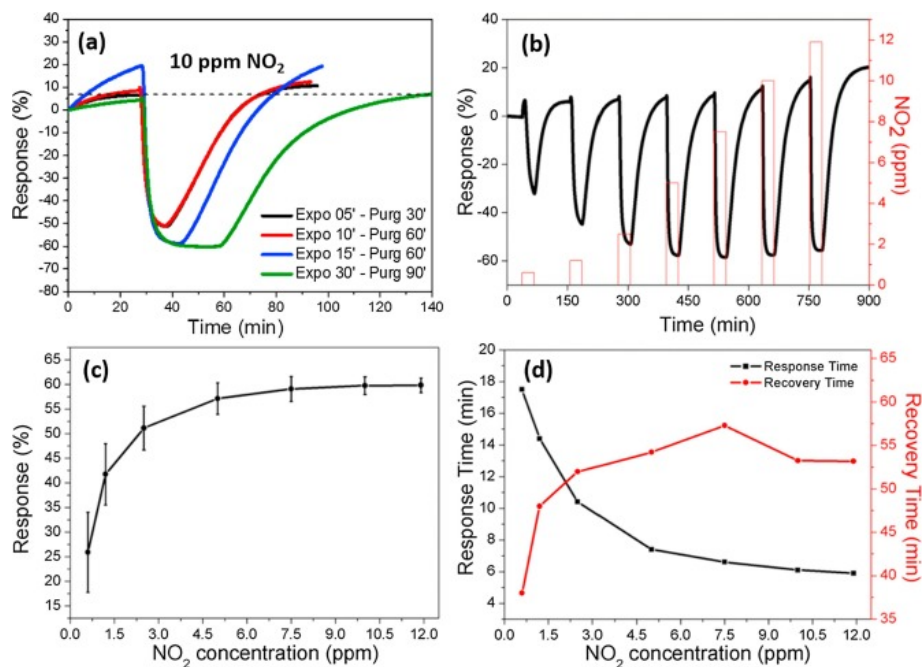 (a)
10 ppm NO₂
Response (%)
40
30
20
10
0
-10
-20
-30
-40
-50
-60
-70
-80
Expo 05' - Purg 30'
Expo 10' - Purg 60'
Expo 15' - Purg 60'
Expo 30' - Purg 90'
0 20 40 60 80 100 120 140
Time (min)
(b)
Response (%)
40
20
0
-20
-40
-60
NO₂ (ppm)
12
10
8
6
4
2
0
0 150 300 450 600 750 900
Time (min)
(c)
Response (%)
65
60
55
50
45
40
35
30
25
20
15
0.0 1.5 3.0 4.5 6.0 7.5 9.0 10.5 12.0
NO₂ concentration (ppm)
(d)
Response Time
Recovery Time
Response Time (min)
20
18
16
14
12
10
8
6
4
Recovery Time (min)
65
60
55
50
45
40
35
0.0 1.5 3.0 4.5 6.0 7.5 9.0 10.5 12.0
NO₂ concentration (ppm)